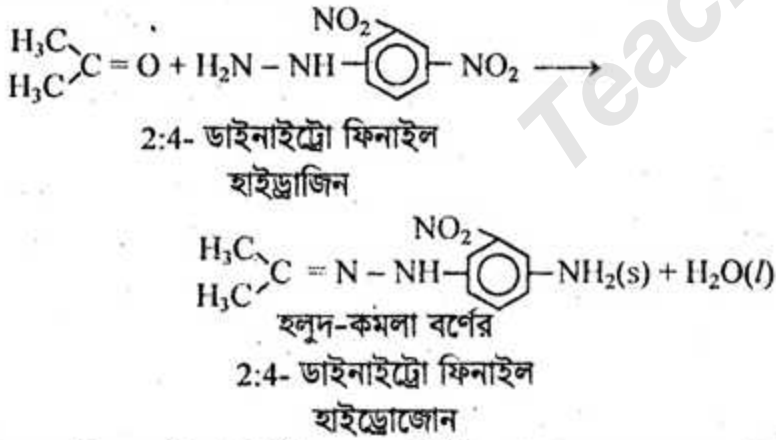 NO₂
H₃C
H₃C C = O + H₂N – NH – – NO₂ ⟶
2:4- ডাইনাইট্রো ফিনাইল
হাইড্রাজিন
NO₂
H₃C
H₃C C = N – NH – – NH₂(s) + H₂O(l)
হলুদ-কমলা বর্ণের
2:4- ডাইনাইট্রো ফিনাইল
হাইড্রোজোন